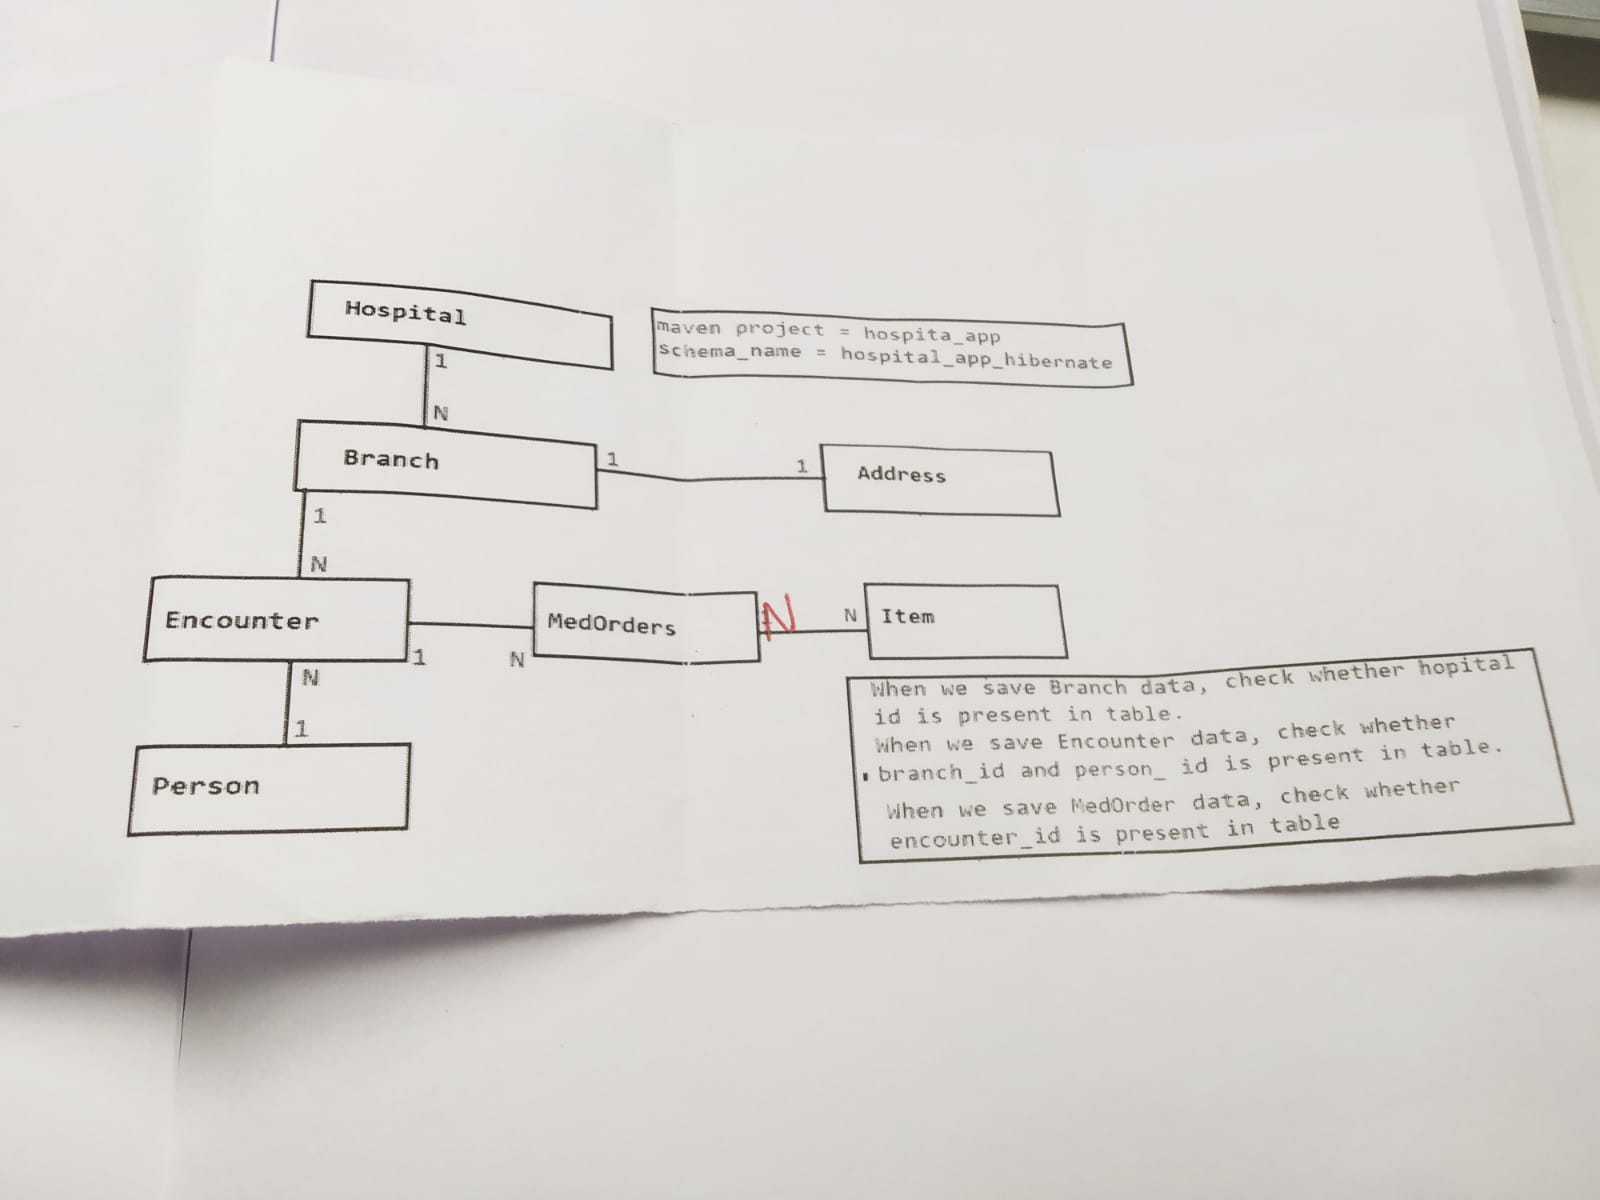 Hospital
maven project = hospita_app
schema_name = hospital_app_hibernate
1
N
Branch
1
1
Address
1
N
Encounter
1
N
MedOrders
N
N
Item
N
1
Person
When we save Branch data, check whether hopital
id is present in table.
When we save Encounter data, check whether
branch_id and person_ id is present in table.
When we save MedOrder data, check whether
encounter_id is present in table